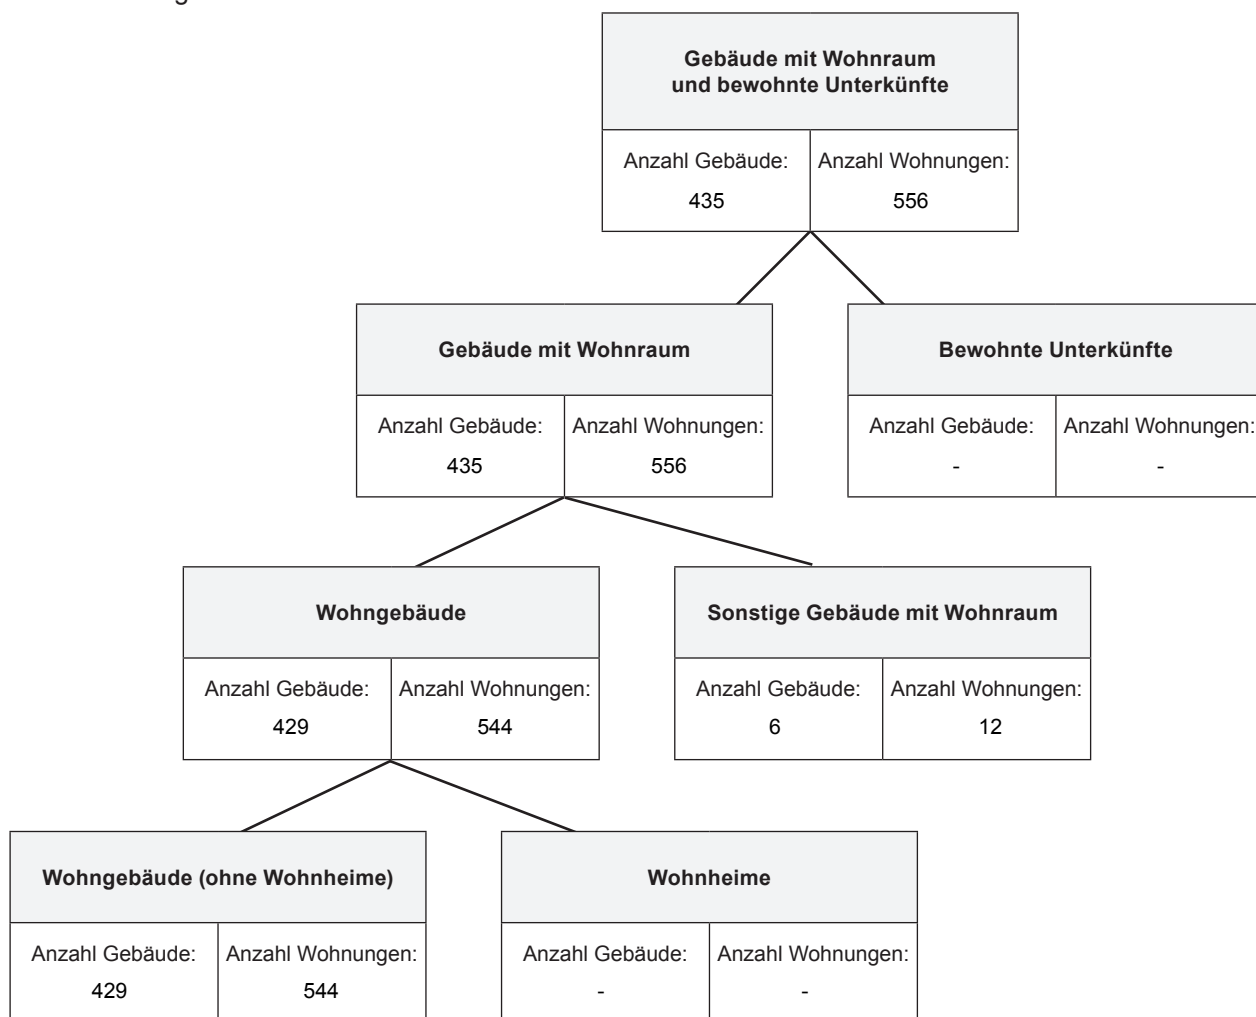 Gebäude mit Wohnraum
und bewohnte Unterkünfte
Anzahl Gebäude: Anzahl Wohnungen:
435 556
Gebäude mit Wohnraum Bewohnte Unterkünfte
Anzahl Gebäude: Anzahl Wohnungen: Anzahl Gebäude: Anzahl Wohnungen:
435 556 - -
Wohngebäude Sonstige Gebäude mit Wohnraum
Anzahl Gebäude: Anzahl Wohnungen: Anzahl Gebäude: Anzahl Wohnungen:
429 544 6 12
Wohngebäude (ohne Wohnheime) Wohnheime
Anzahl Gebäude: Anzahl Wohnungen: Anzahl Gebäude: Anzahl Wohnungen:
429 544 - -